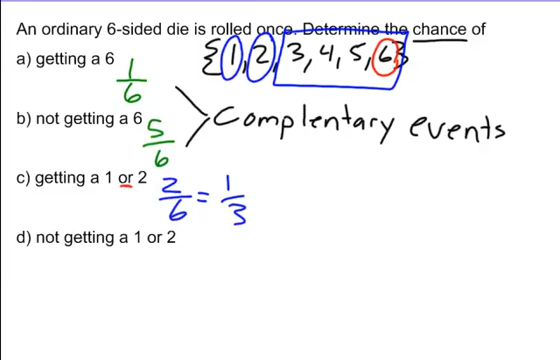 An ordinary 6-sided die is rolled once. Determine the chance of
{1, 2, 3, 4, 5, 6}
a) getting a 6 1/6
Complentary events
b) not getting a 6 5/6
c) getting a 1 or 2 2/6 = 1/3
d) not getting a 1 or 2